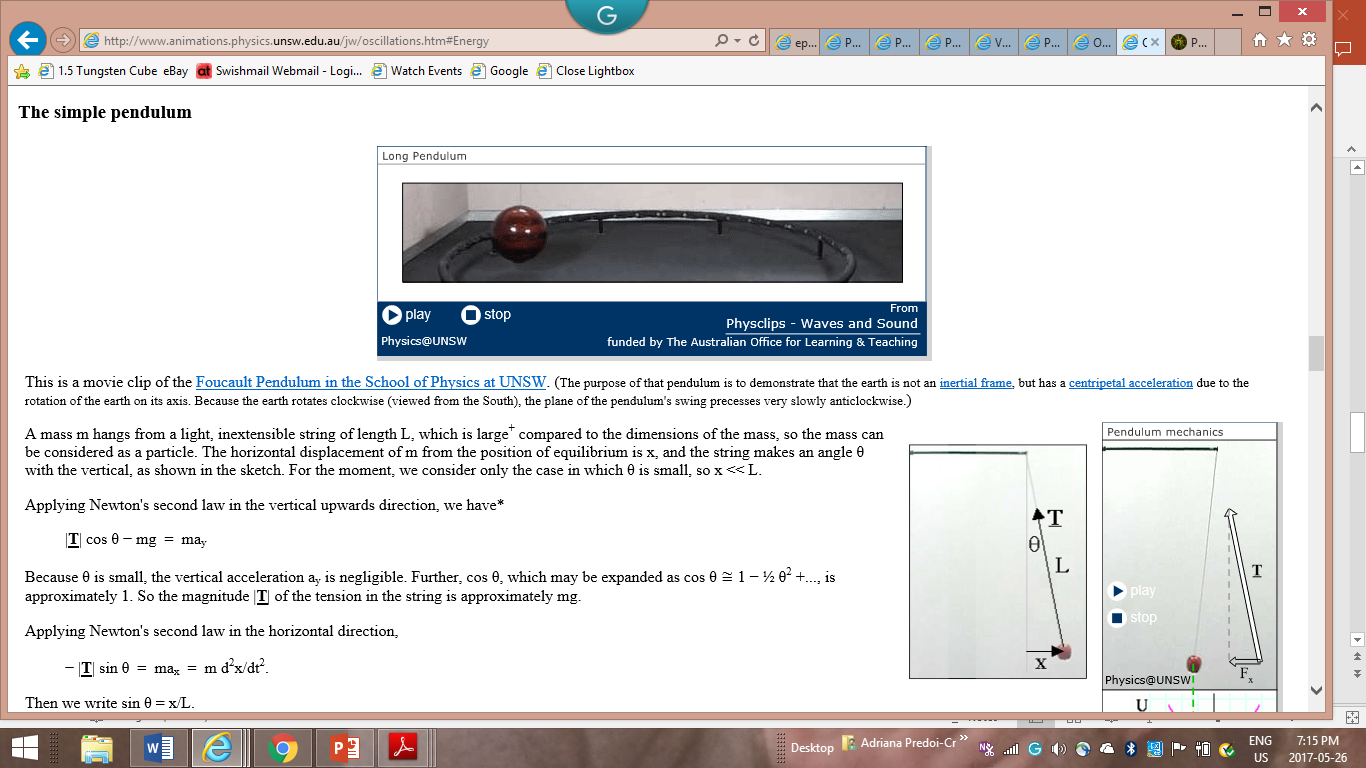 G
http://www.animations.physics.unsw.edu.au/jw/oscillations.htm#Energy
ep... P... P... P... V... P... O... C P...
1.5 Tungsten Cube eBay at Swishmail Webmail - Logi... Watch Events Google Close Lightbox
The simple pendulum
Long Pendulum
play stop
From
Physclips - Waves and Sound
Physics@UNSW
funded by The Australian Office for Learning & Teaching
This is a movie clip of the Foucault Pendulum in the School of Physics at UNSW. (The purpose of that pendulum is to demonstrate that the earth is not an inertial frame, but has a centripetal acceleration due to the
rotation of the earth on its axis. Because the earth rotates clockwise (viewed from the South), the plane of the pendulum's swing precesses very slowly anticlockwise.)
A mass m hangs from a light, inextensible string of length L, which is large+ compared to the dimensions of the mass, so the mass can
be considered as a particle. The horizontal displacement of m from the position of equilibrium is x, and the string makes an angle θ
with the vertical, as shown in the sketch. For the moment, we consider only the case in which θ is small, so x << L.
Applying Newton's second law in the vertical upwards direction, we have*
|T| cos θ − mg = may
Because θ is small, the vertical acceleration ay is negligible. Further, cos θ, which may be expanded as cos θ ≅ 1 − ½ θ² +..., is
approximately 1. So the magnitude |T| of the tension in the string is approximately mg.
Applying Newton's second law in the horizontal direction,
− |T| sin θ = max = m d²x/dt².
Then we write sin θ = x/L.
T
θ
L
x
Pendulum mechanics
T
play
stop
Physics@UNSW
Fx
U
Desktop Adriana Predoi-Cr
ENG
US
7:15 PM
2017-05-26